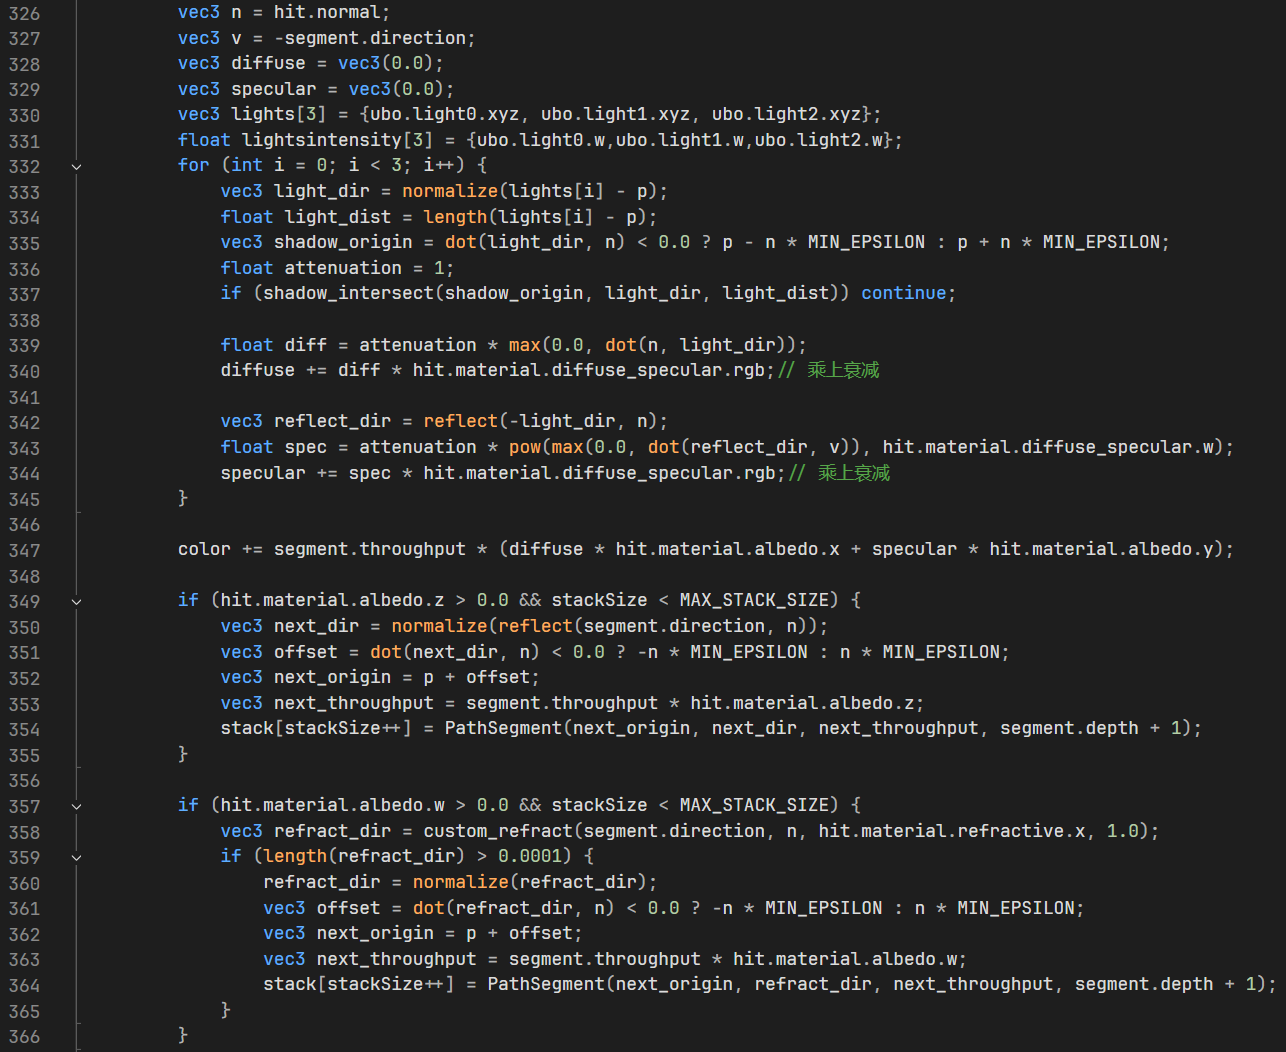 326 vec3 n = hit.normal;
327 vec3 v = -segment.direction;
328 vec3 diffuse = vec3(0.0);
329 vec3 specular = vec3(0.0);
330 vec3 lights[3] = {ubo.light0.xyz, ubo.light1.xyz, ubo.light2.xyz};
331 float lightsintensity[3] = {ubo.light0.w,ubo.light1.w,ubo.light2.w};
332 for (int i = 0; i < 3; i++) {
333 vec3 light_dir = normalize(lights[i] - p);
334 float light_dist = length(lights[i] - p);
335 vec3 shadow_origin = dot(light_dir, n) < 0.0 ? p - n * MIN_EPSILON : p + n * MIN_EPSILON;
336 float attenuation = 1;
337 if (shadow_intersect(shadow_origin, light_dir, light_dist)) continue;
338
339 float diff = attenuation * max(0.0, dot(n, light_dir));
340 diffuse += diff * hit.material.diffuse_specular.rgb;// 乘上衰减
341
342 vec3 reflect_dir = reflect(-light_dir, n);
343 float spec = attenuation * pow(max(0.0, dot(reflect_dir, v)), hit.material.diffuse_specular.w);
344 specular += spec * hit.material.diffuse_specular.rgb;// 乘上衰减
345 }
346
347 color += segment.throughput * (diffuse * hit.material.albedo.x + specular * hit.material.albedo.y);
348
349 if (hit.material.albedo.z > 0.0 && stackSize < MAX_STACK_SIZE) {
350 vec3 next_dir = normalize(reflect(segment.direction, n));
351 vec3 offset = dot(next_dir, n) < 0.0 ? -n * MIN_EPSILON : n * MIN_EPSILON;
352 vec3 next_origin = p + offset;
353 vec3 next_throughput = segment.throughput * hit.material.albedo.z;
354 stack[stackSize++] = PathSegment(next_origin, next_dir, next_throughput, segment.depth + 1);
355 }
356
357 if (hit.material.albedo.w > 0.0 && stackSize < MAX_STACK_SIZE) {
358 vec3 refract_dir = custom_refract(segment.direction, n, hit.material.refractive.x, 1.0);
359 if (length(refract_dir) > 0.0001) {
360 refract_dir = normalize(refract_dir);
361 vec3 offset = dot(refract_dir, n) < 0.0 ? -n * MIN_EPSILON : n * MIN_EPSILON;
362 vec3 next_origin = p + offset;
363 vec3 next_throughput = segment.throughput * hit.material.albedo.w;
364 stack[stackSize++] = PathSegment(next_origin, refract_dir, next_throughput, segment.depth + 1);
365 }
366 }